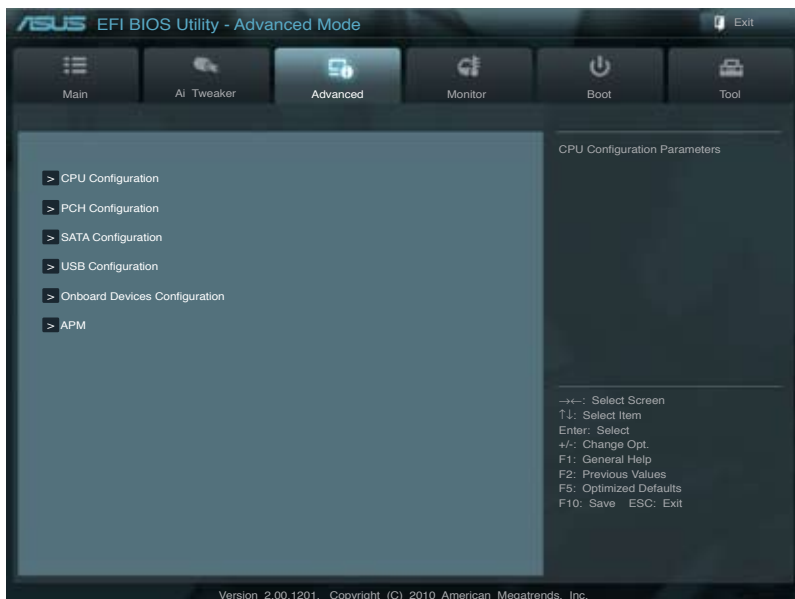 ASUS EFI BIOS Utility - Advanced Mode
Exit
Main
Ai Tweaker
Advanced
Monitor
Boot
Tool
> CPU Configuration
> PCH Configuration
> SATA Configuration
> USB Configuration
> Onboard Devices Configuration
> APM
CPU Configuration Parameters
→←: Select Screen
↑↓: Select Item
Enter: Select
+/-: Change Opt.
F1: General Help
F2: Previous Values
F5: Optimized Defaults
F10: Save ESC: Exit
Version 2.00.1201. Copyright (C) 2010 American Megatrends, Inc.